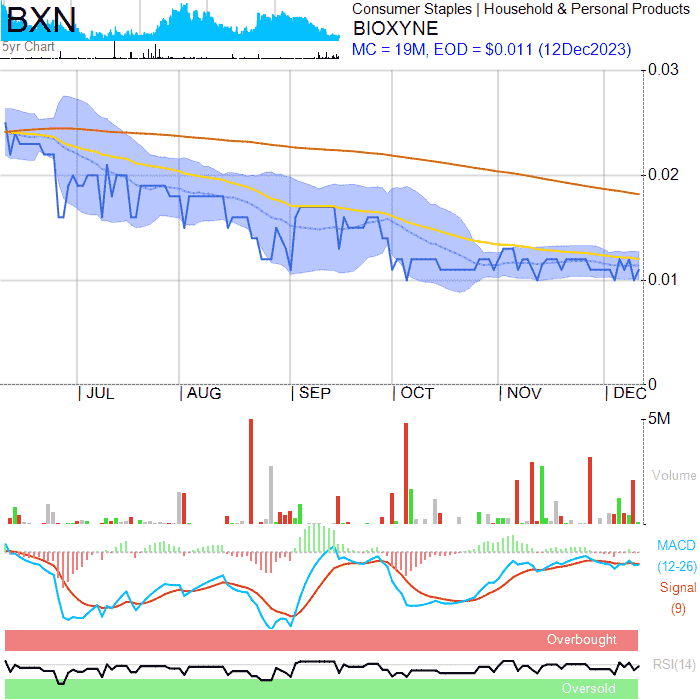 BXN
5yr Chart
Consumer Staples | Household & Personal Products
BIOXYNE
MC = 19M, EOD = $0.011 (12Dec2023)
0.03
0.02
0.01
0
| JUL | AUG | SEP | OCT | NOV | DEC
5M
Volume
MACD
(12-26)
Signal
(9)
Overbought
RSI(14)
Oversold